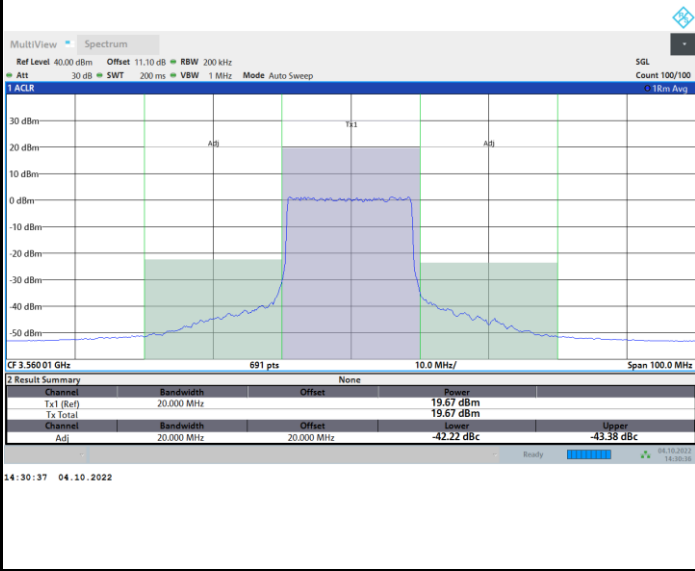 MultiView Spectrum
Ref Level 40.00 dBm Offset 11.10 dB RBW 200 kHz SGL
Att 30 dB SWT 200 ms VBW 1 MHz Mode Auto Sweep Count 100/100
1 ACLR 1Rm Avg
Tx1
Adj Adj
30 dBm
20 dBm
10 dBm
0 dBm
-10 dBm
-20 dBm
-30 dBm
-40 dBm
-50 dBm
CF 3.56001 GHz 691 pts 10.0 MHz/ Span 100.0 MHz
2 Result Summary None
Channel Bandwidth Offset Power
Tx1 (Ref) 20.000 MHz 19.67 dBm
Tx Total 19.67 dBm
Channel Bandwidth Offset Lower Upper
Adj 20.000 MHz 20.000 MHz -42.22 dBc -43.38 dBc
Ready 04.10.2022
14:30:36
14:30:37 04.10.2022